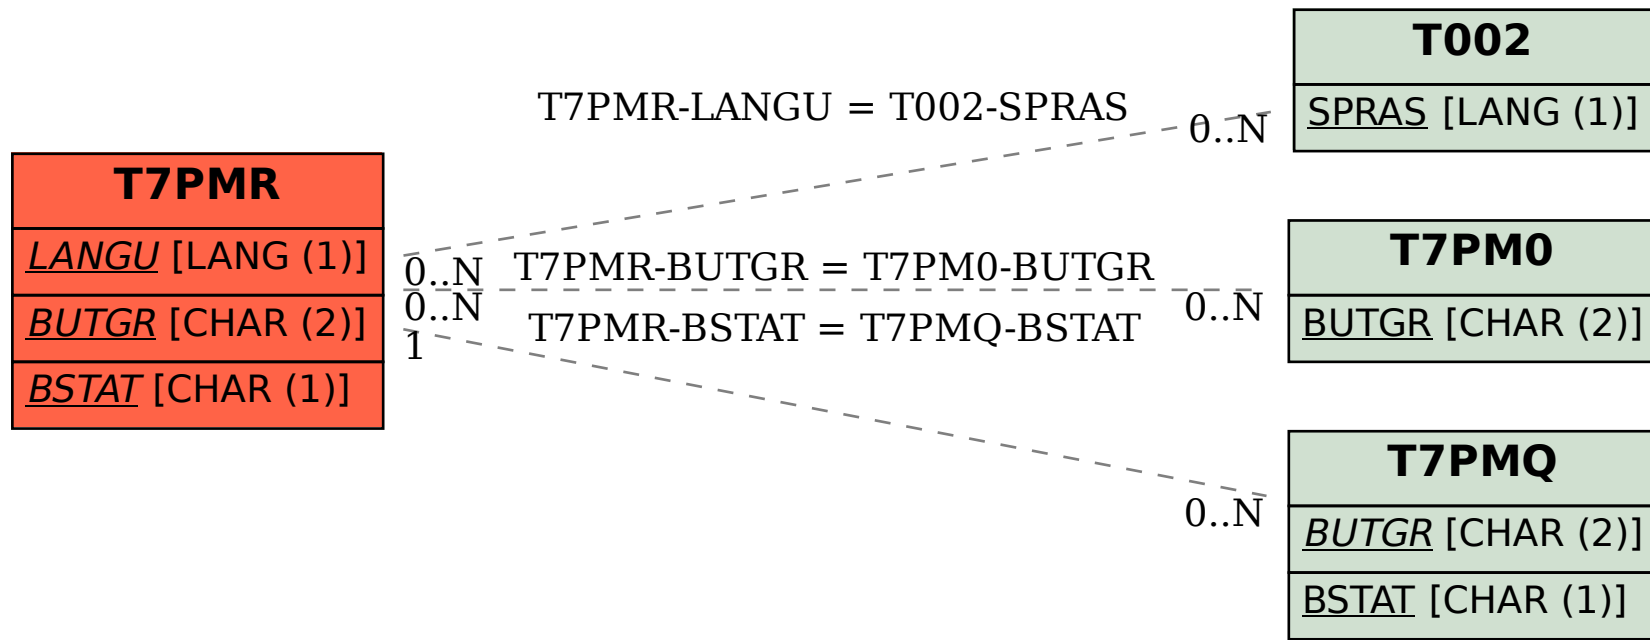 T002
SPRAS [LANG (1)]
T7PMR-LANGU = T002-SPRAS
0..N
T7PMR
LANGU [LANG (1)]
BUTGR [CHAR (2)]
BSTAT [CHAR (1)]
0..N
T7PMR-BUTGR = T7PM0-BUTGR
0..N
0..N
T7PMR-BSTAT = T7PMQ-BSTAT
1
0..N
T7PM0
BUTGR [CHAR (2)]
T7PMQ
BUTGR [CHAR (2)]
BSTAT [CHAR (1)]